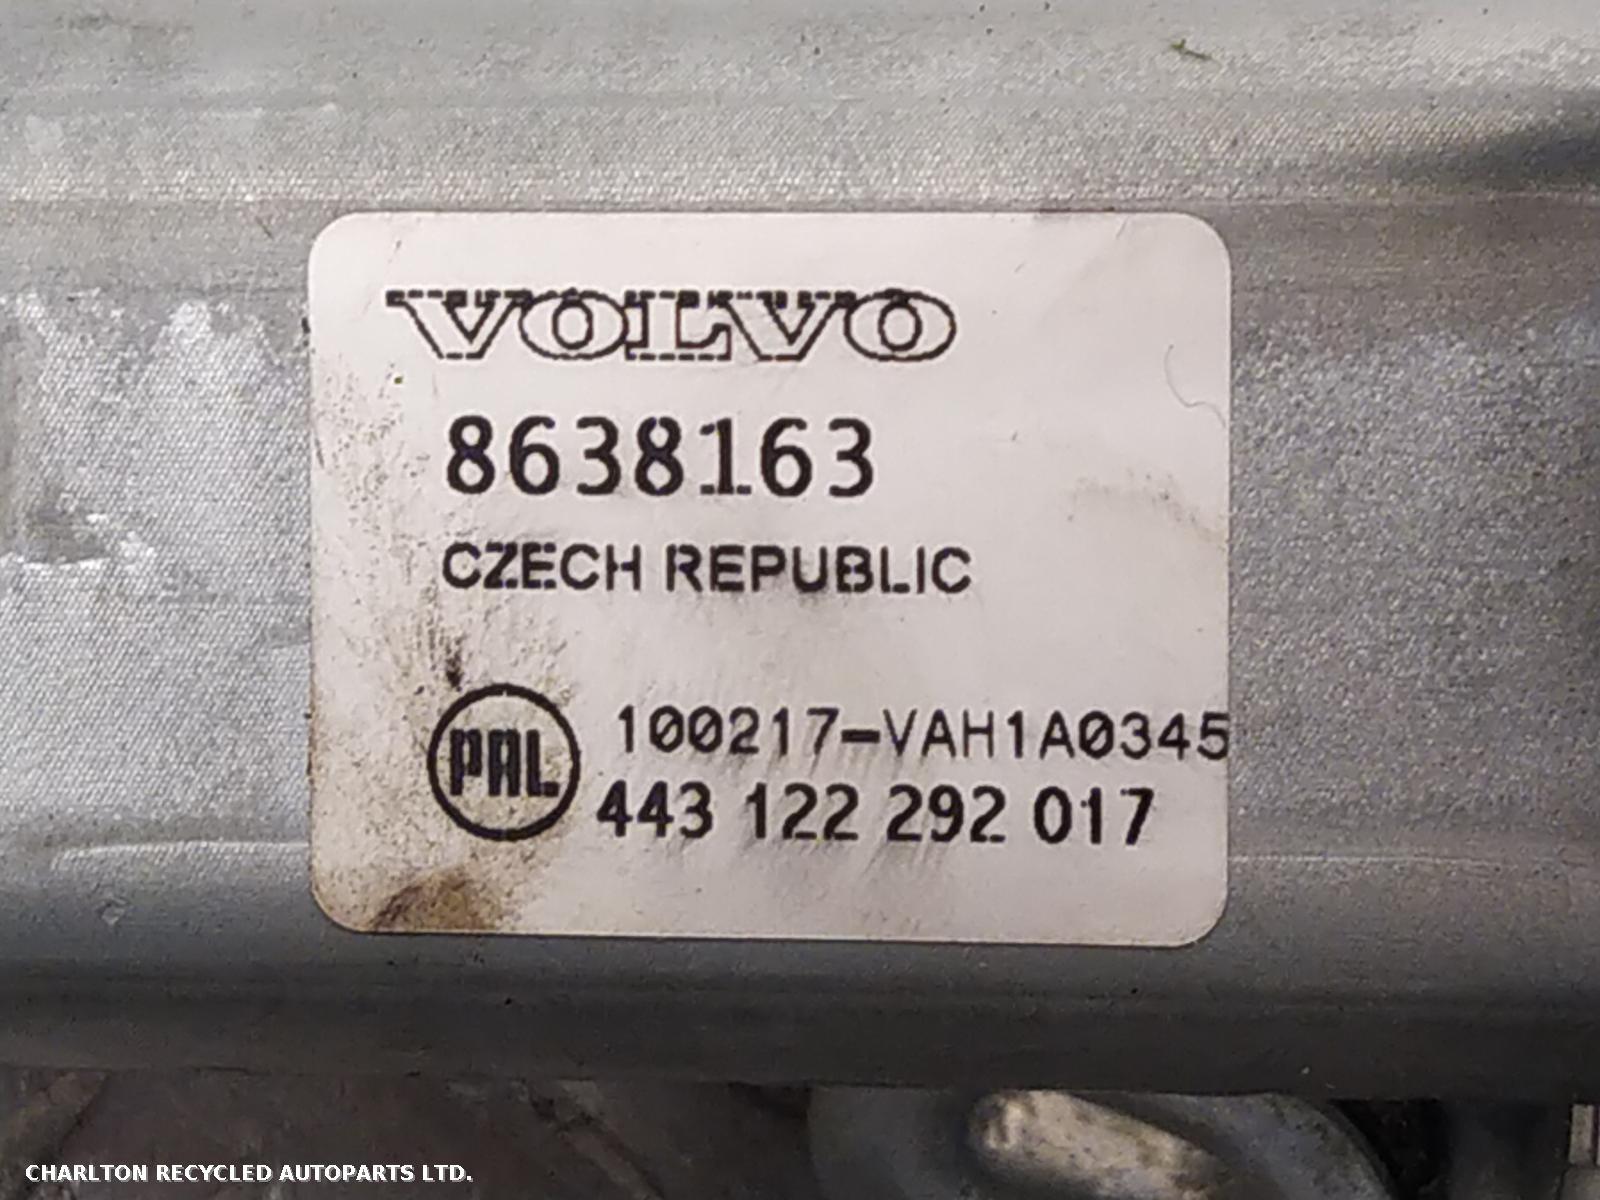 VOLVO
8638163
CZECH REPUBLIC
PAL
100217-VAH1A0345
443 122 292 017
CHARLTON RECYCLED AUTOPARTS LTD.